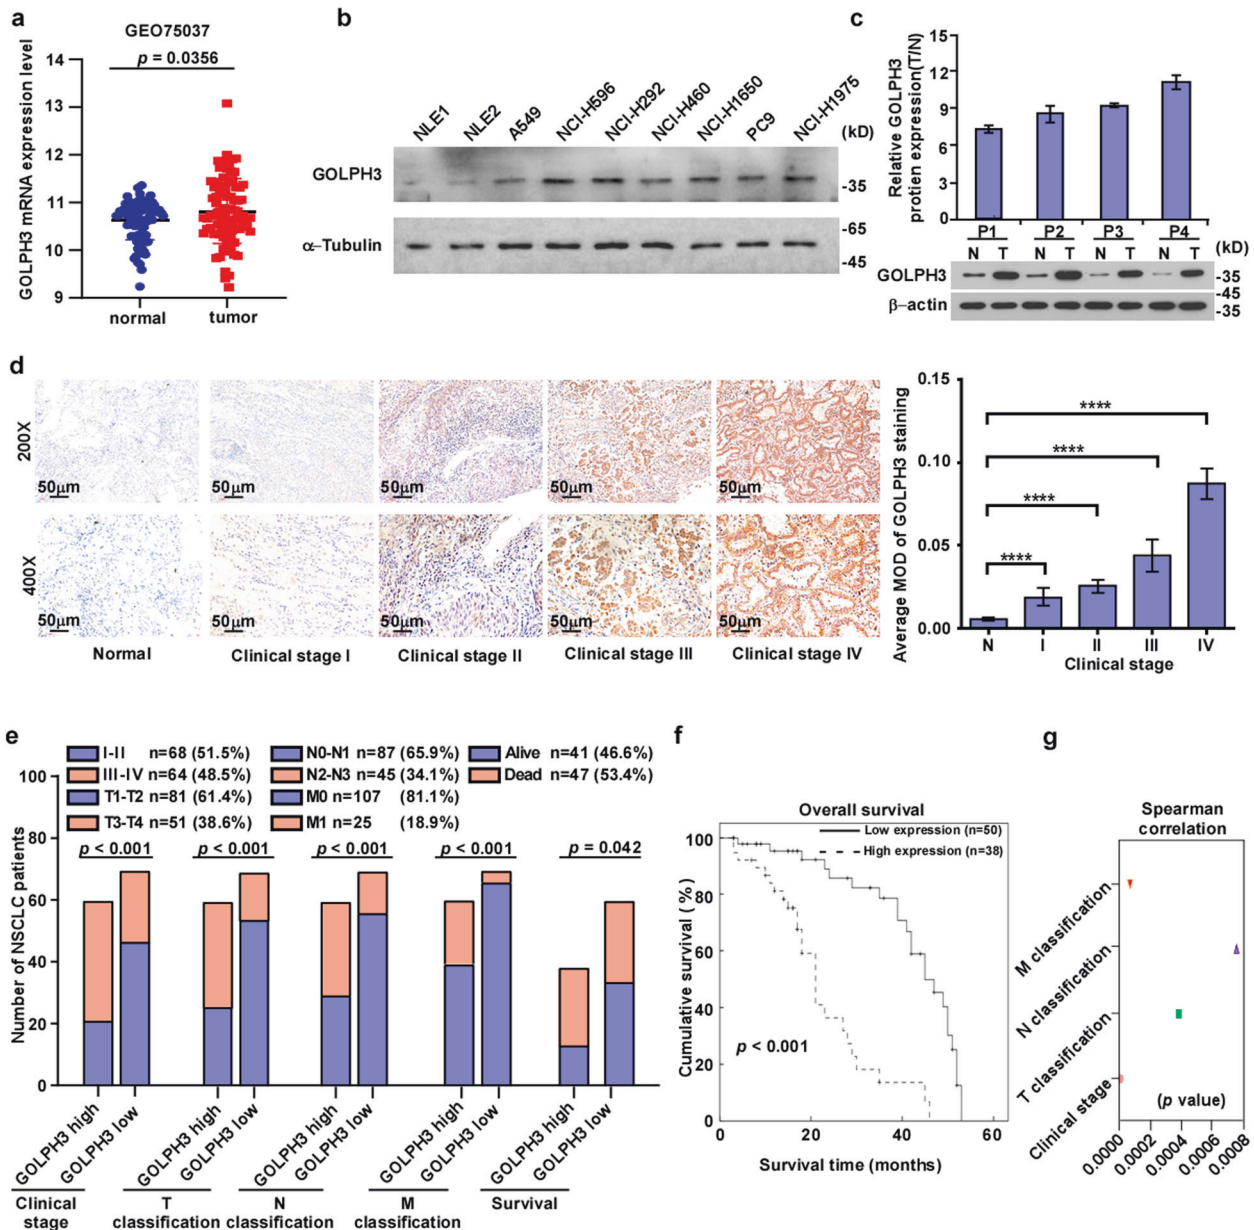 a
GEO75037
p = 0.0356
GOLPH3 mRNA expression level
14
13
12
11
10
9
normal
tumor
b
NLE1
NLE2
A549
NCI-H596
NCI-H292
NCI-H460
NCI-H1650
PC9
NCI-H1975
(kD)
GOLPH3
-35
α–Tubulin
-65
-45
c
Relative GOLPH3
protien expression(T/N)
15
12
9
6
3
0
P1 P2 P3 P4
N T N T N T N T
(kD)
GOLPH3
-35
β–actin
-45
-35
d
200X
50μm 50μm 50μm 50μm 50μm
400X
50μm 50μm 50μm 50μm 50μm
Normal
Clinical stage I
Clinical stage II
Clinical stage III
Clinical stage IV
Average MOD of GOLPH3 staining
0.15
0.10
0.05
0.00
****
****
****
****
N I II III IV
Clinical stage
e
I-II n=68 (51.5%)
III-IV n=64 (48.5%)
T1-T2 n=81 (61.4%)
T3-T4 n=51 (38.6%)
N0-N1 n=87 (65.9%)
N2-N3 n=45 (34.1%)
M0 n=107 (81.1%)
M1 n=25 (18.9%)
Alive n=41 (46.6%)
Dead n=47 (53.4%)
Number of NSCLC patients
100
80
60
40
20
0
p < 0.001
p < 0.001
p < 0.001
p < 0.001
p = 0.042
GOLPH3 high
GOLPH3 low
GOLPH3 high
GOLPH3 low
GOLPH3 high
GOLPH3 low
GOLPH3 high
GOLPH3 low
GOLPH3 high
GOLPH3 low
Clinical
stage
T
classification
N
classification
M
classification
Survival
f
Overall survival
Low expression (n=50)
High expression (n=38)
Cumulative survival ( %)
100
80
60
40
20
0
p < 0.001
0 20 40 60
Survival time (months)
g
Spearman
correlation
M classification
N classification
T classification
Clinical stage
(p value)
0.0000
0.0002
0.0004
0.0006
0.0008